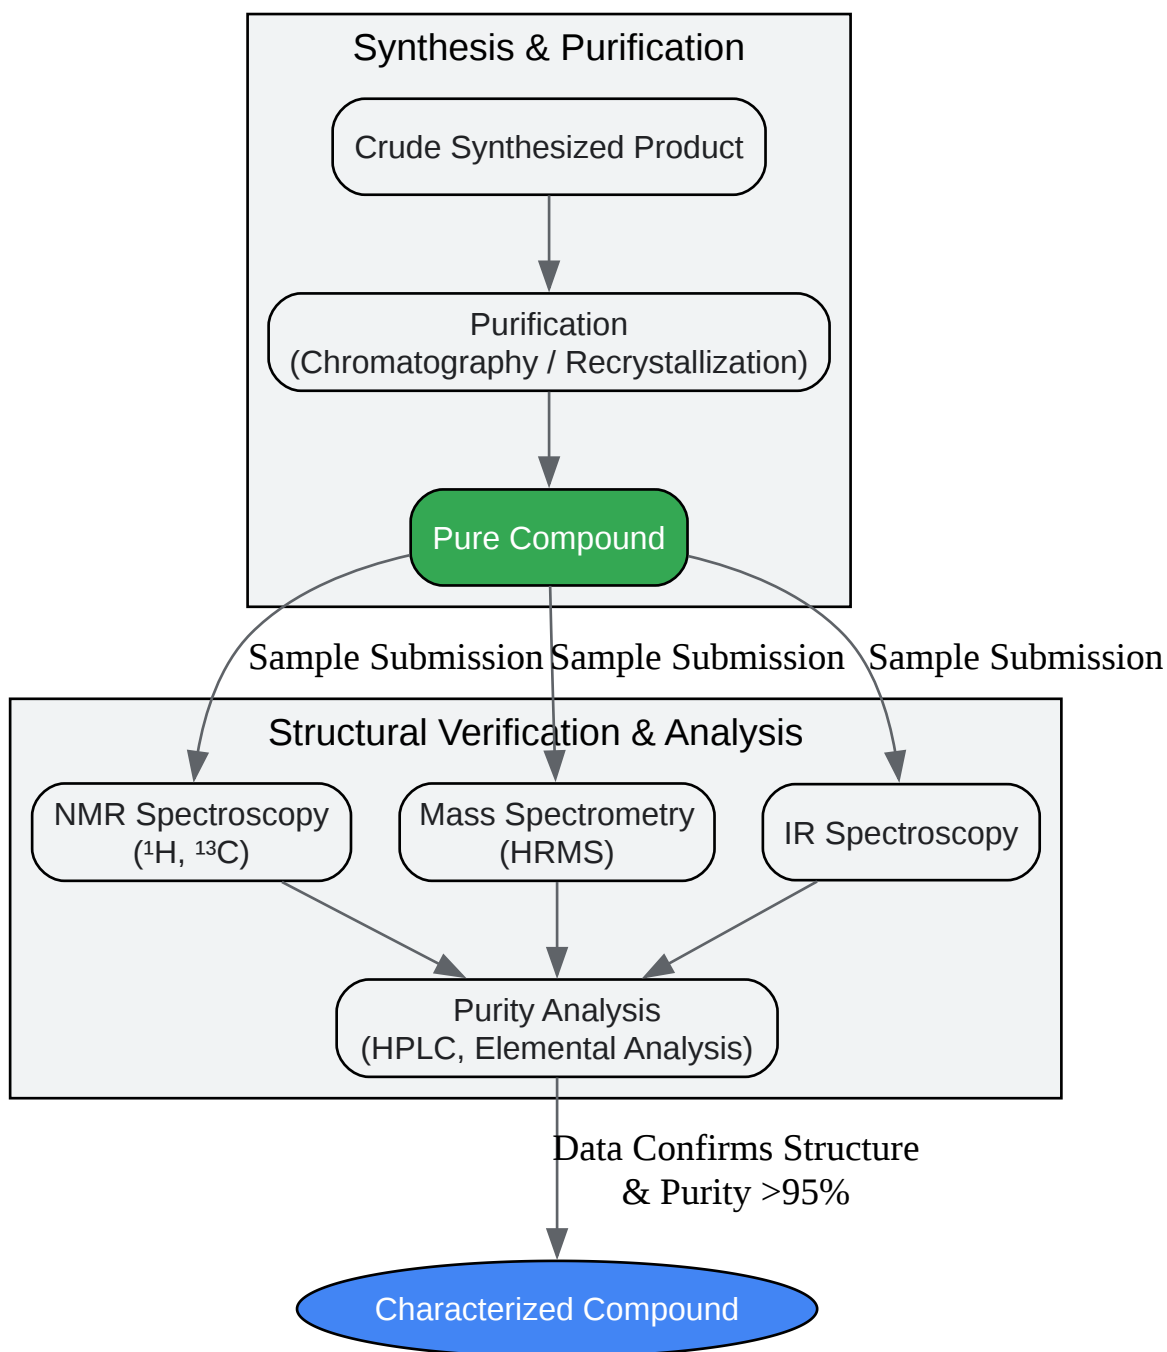 Synthesis & Purification
Crude Synthesized Product
Purification
(Chromatography / Recrystallization)
Pure Compound
Sample Submission
Sample Submission
Sample Submission
Structural Verification & Analysis
NMR Spectroscopy
(¹H, ¹³C)
Mass Spectrometry
(HRMS)
IR Spectroscopy
Purity Analysis
(HPLC, Elemental Analysis)
Data Confirms Structure
& Purity >95%
Characterized Compound